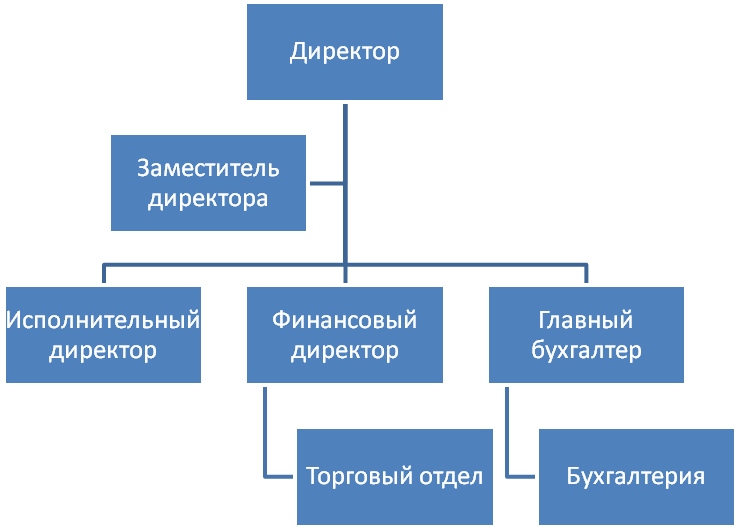 Директор
Заместитель
директора
Исполнительный
директор
Финансовый
директор
Главный
бухгалтер
Торговый отдел
Бухгалтерия